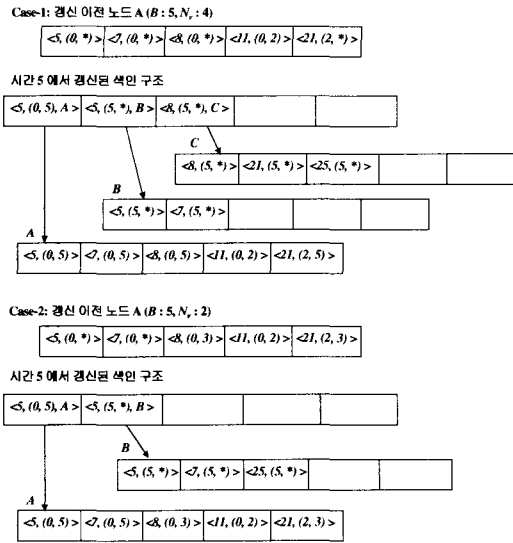 Case-1: 갱신 이전 노드 A (B : 5, Nr : 4)
<5, (0, *) > <7, (0, *) > <8, (0, *) > <11, (0, 2) > <21, (2, *) >
시간 5 에서 갱신된 색인 구조
<5, (0, 5), A > <5, (5, *), B > <8, (5, *), C >
C
<8, (5, *) > <21, (5, *) > <25, (5, *) >
B
<5, (5, *) > <7, (5, *) >
A
<5, (0, 5) > <7, (0, 5) > <8, (0, 5) > <11, (0, 2) > <21, (2, 5) >
Case-2: 갱신 이전 노드 A (B : 5, Nr : 2)
<5, (0, *) > <7, (0, *) > <8, (0, 3) > <11, (0, 2) > <21, (2, 3) >
시간 5 에서 갱신된 색인 구조
<5, (0, 5), A > <5, (5, *), B >
B
<5, (5, *) > <7, (5, *) > <25, (5, *) >
A
<5, (0, 5) > <7, (0, 5) > <8, (0, 3) > <11, (0, 2) > <21, (2, 3) >